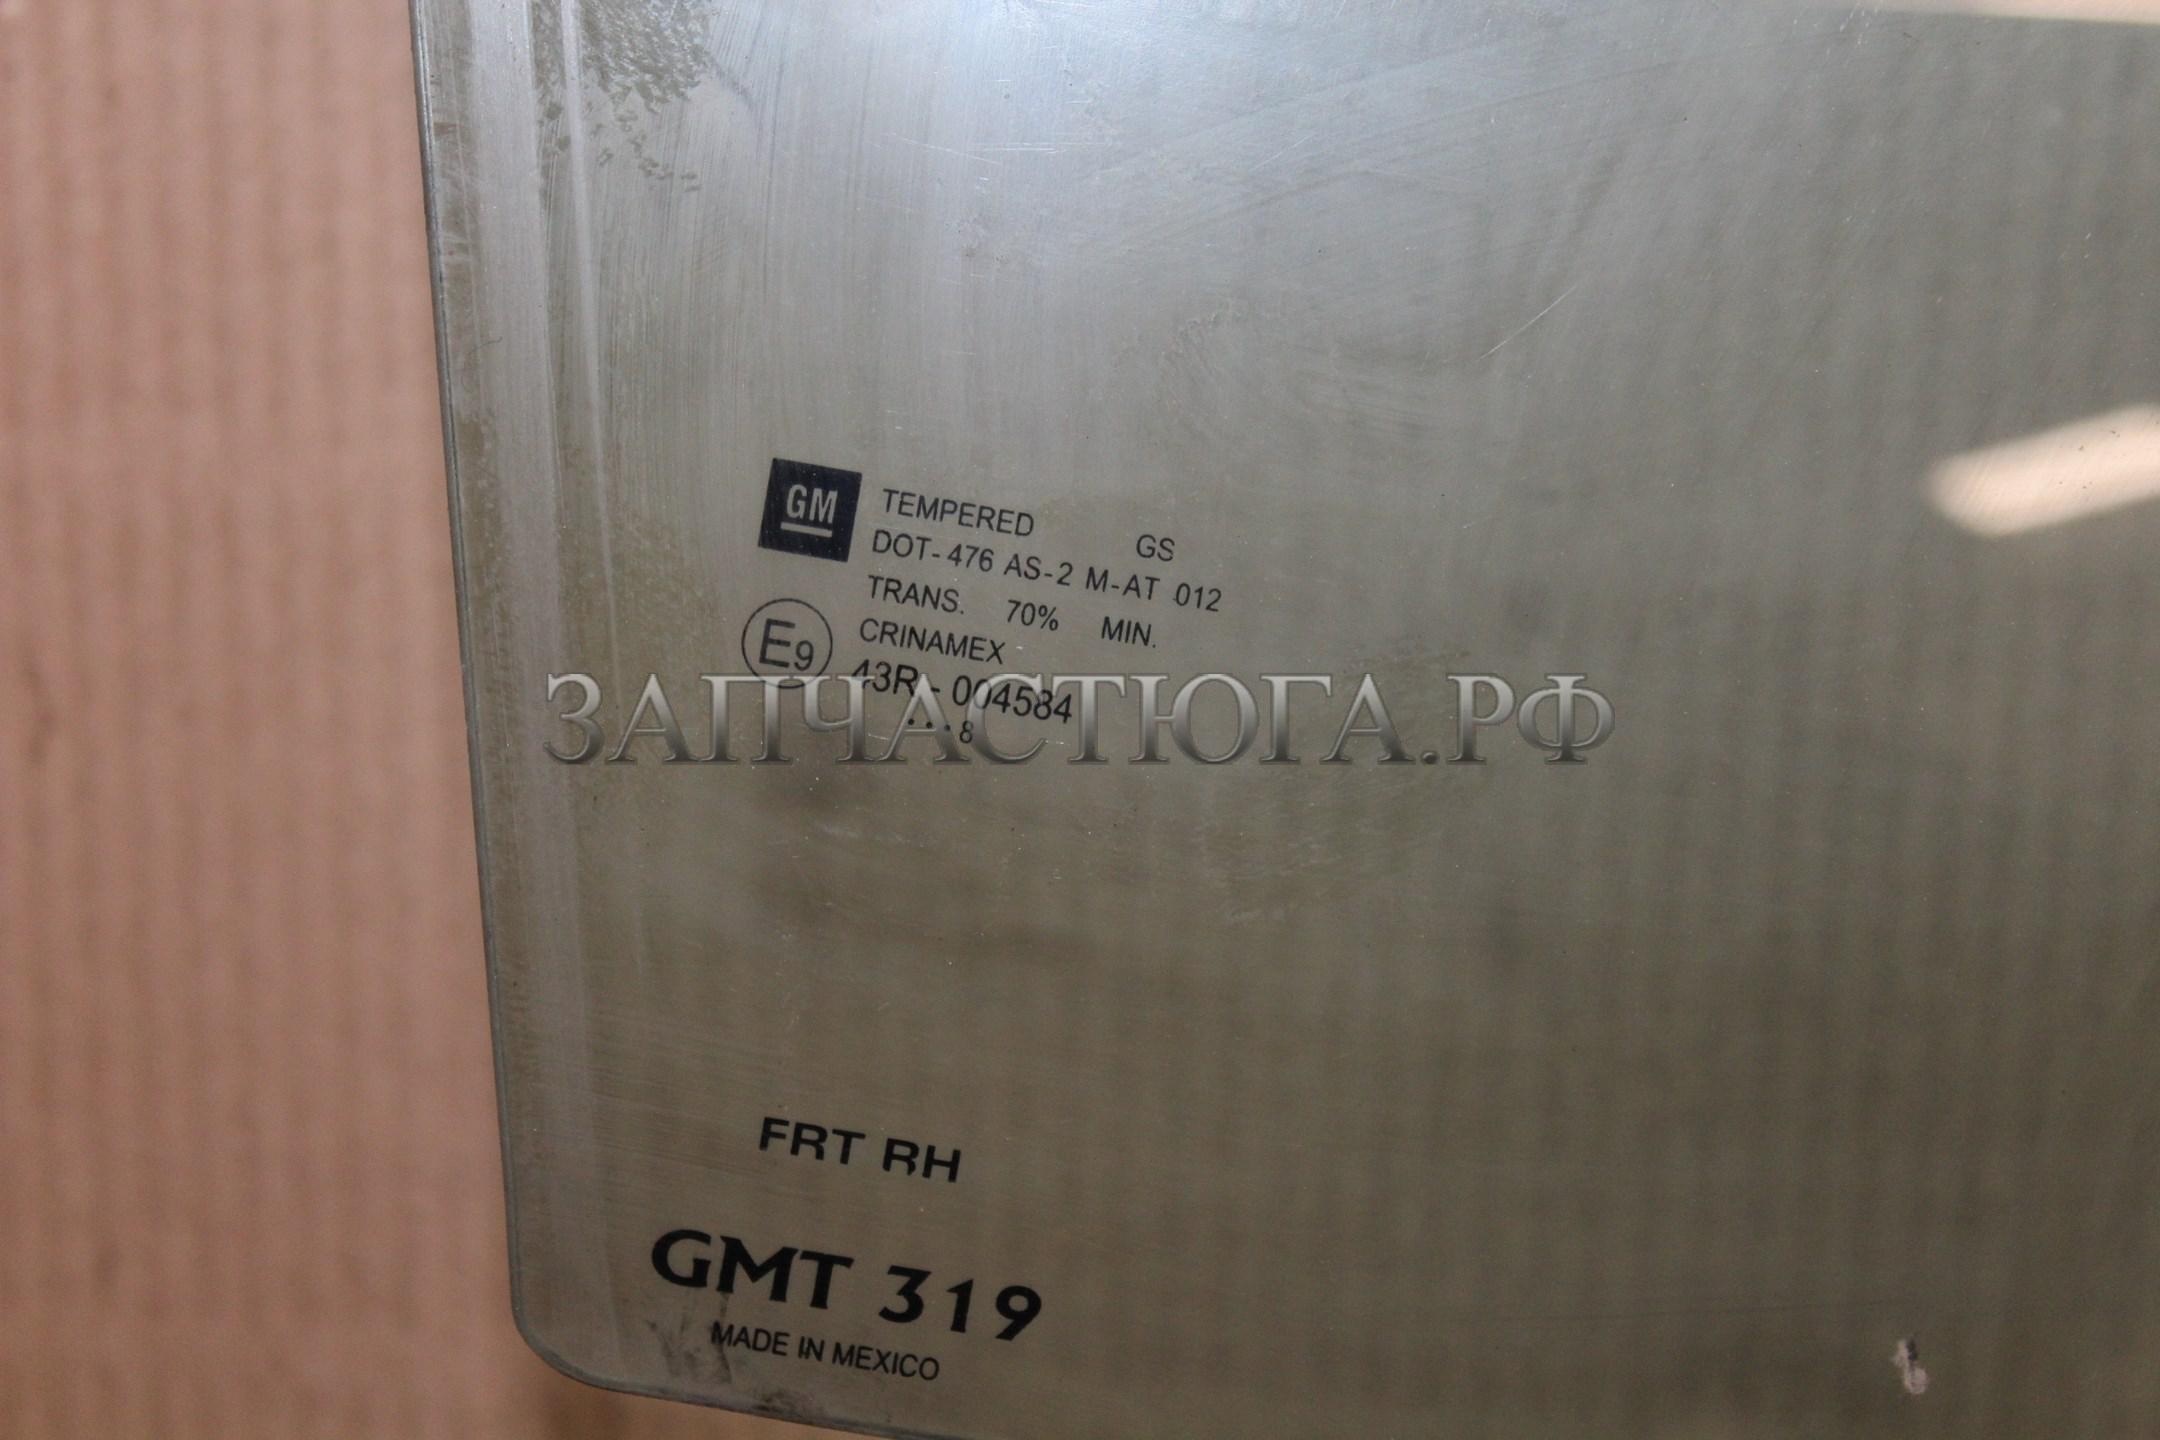 GM
TEMPERED GS
DOT-476 AS-2 M-AT 012
TRANS. 70% MIN.
E9 CRINAMEX
43R-004584
...8
ЗАПЧАСТЮГА.РФ
FRT RH
GMT 319
MADE IN MEXICO